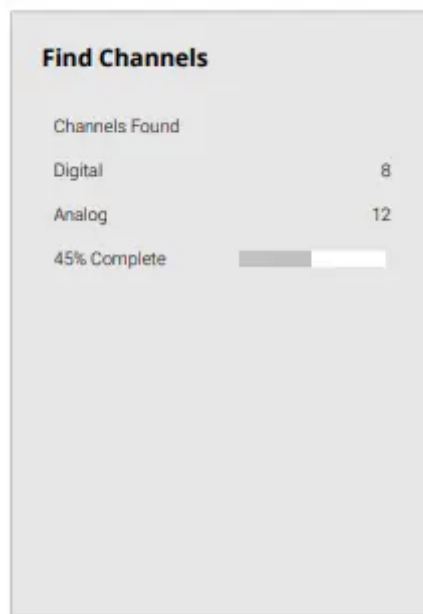 Find Channels
Channels Found
Digital 8
Analog 12
45% Complete